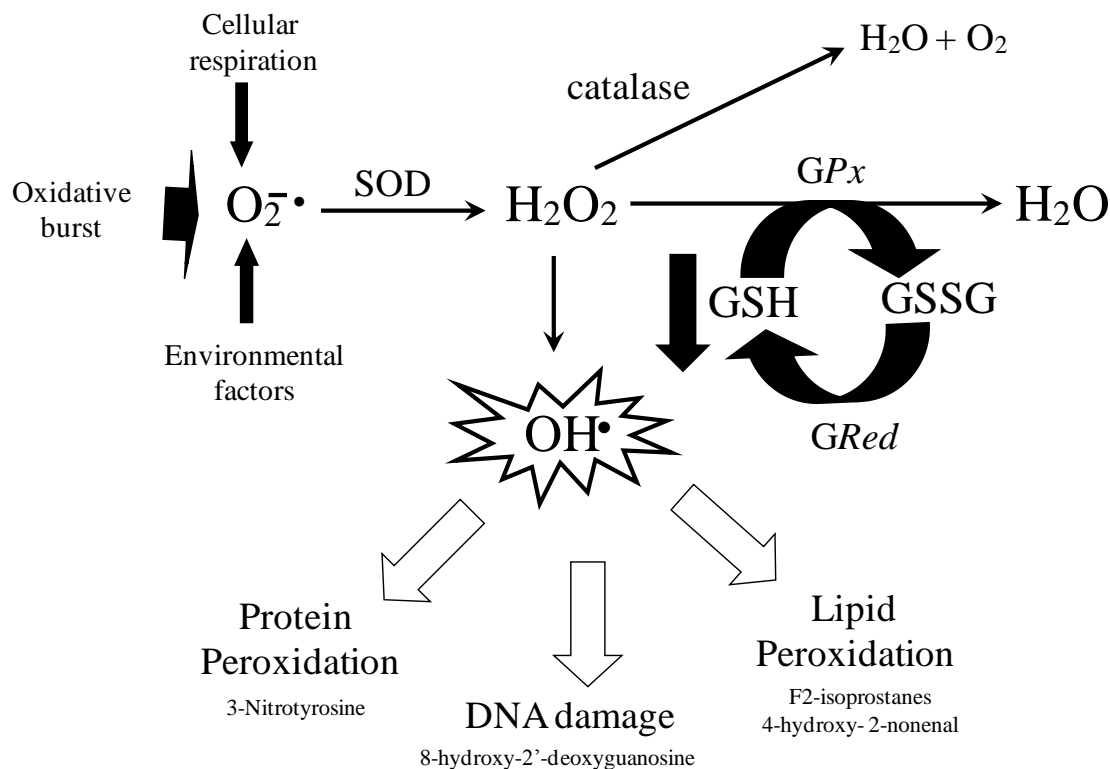 Cellular
respiration
H₂O + O₂
catalase
Oxidative
burst
O₂⁻•
SOD
H₂O₂
GPx
H₂O
GSH
GSSG
Environmental
factors
OH•
GRed
Protein
Peroxidation
3-Nitrotyrosine
DNA damage
8-hydroxy-2’-deoxyguanosine
Lipid
Peroxidation
F2-isoprostanes
4-hydroxy- 2-nonenal